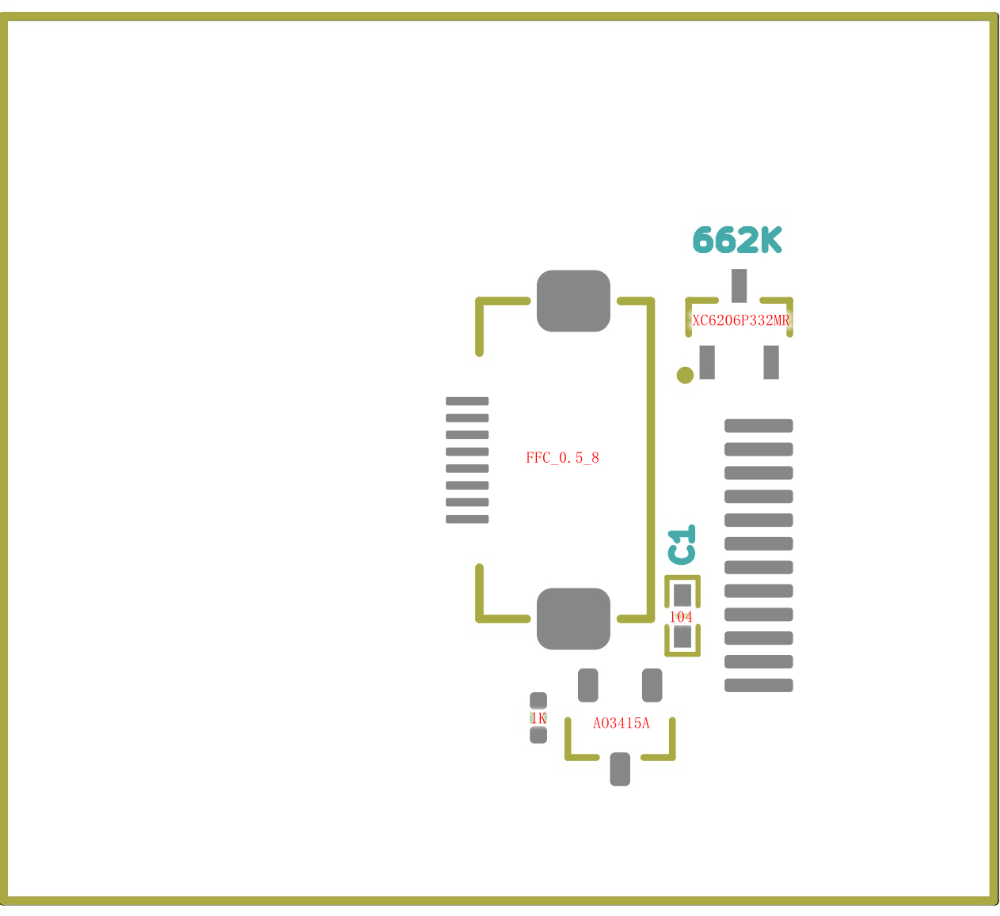 662K
XC6206P332MR
FFC_0.5_8
C1
104
1K
AO3415A